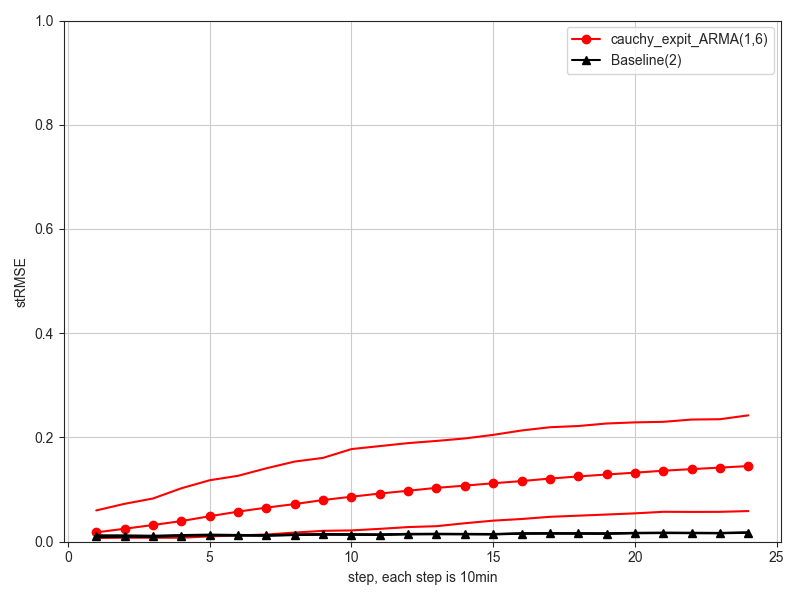 cauchy_expit_ARMA(1,6)
Baseline(2)
stRMSE
1.0
0.8
0.6
0.4
0.2
0.0
0 5 10 15 20 25
step, each step is 10min